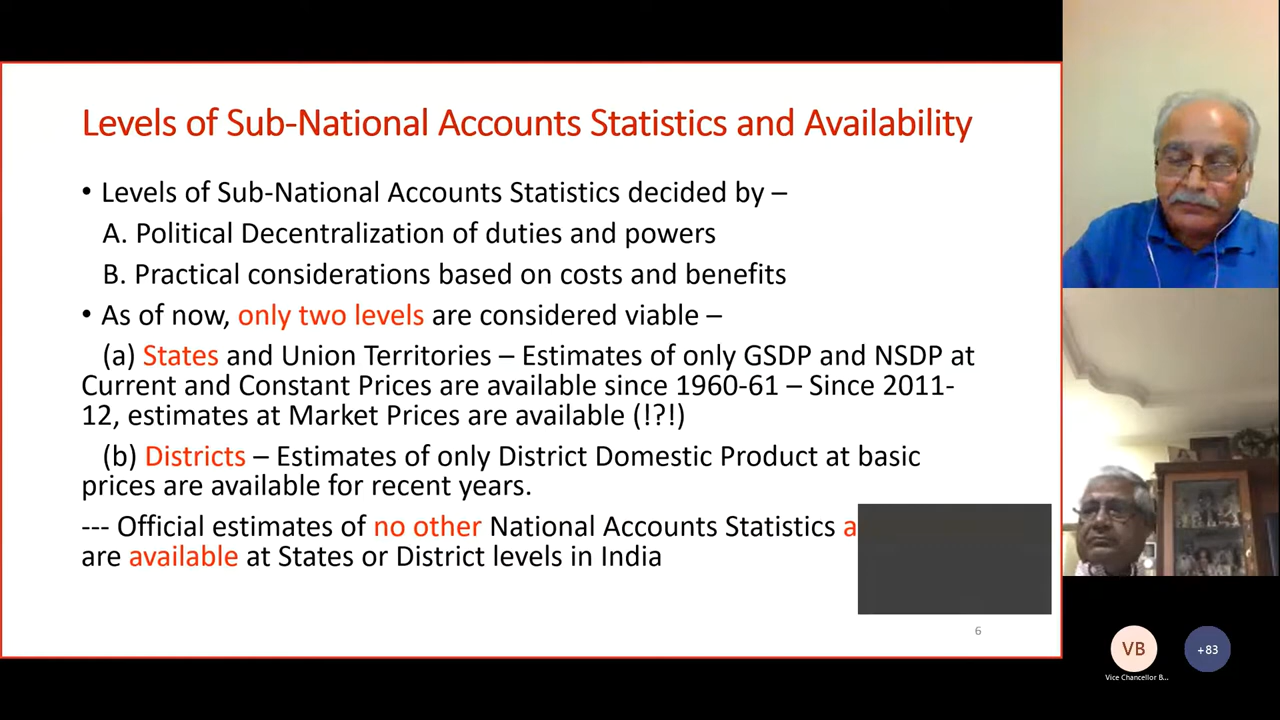 Levels of Sub-National Accounts Statistics and Availability
• Levels of Sub-National Accounts Statistics decided by –
A. Political Decentralization of duties and powers
B. Practical considerations based on costs and benefits
• As of now, only two levels are considered viable –
(a) States and Union Territories – Estimates of only GSDP and NSDP at
Current and Constant Prices are available since 1960-61 – Since 2011-
12, estimates at Market Prices are available (!?!)
(b) Districts – Estimates of only District Domestic Product at basic
prices are available for recent years.
--- Official estimates of no other National Accounts Statistics
are available at States or District levels in India
6
VB
+83
Vice Chancellor B...